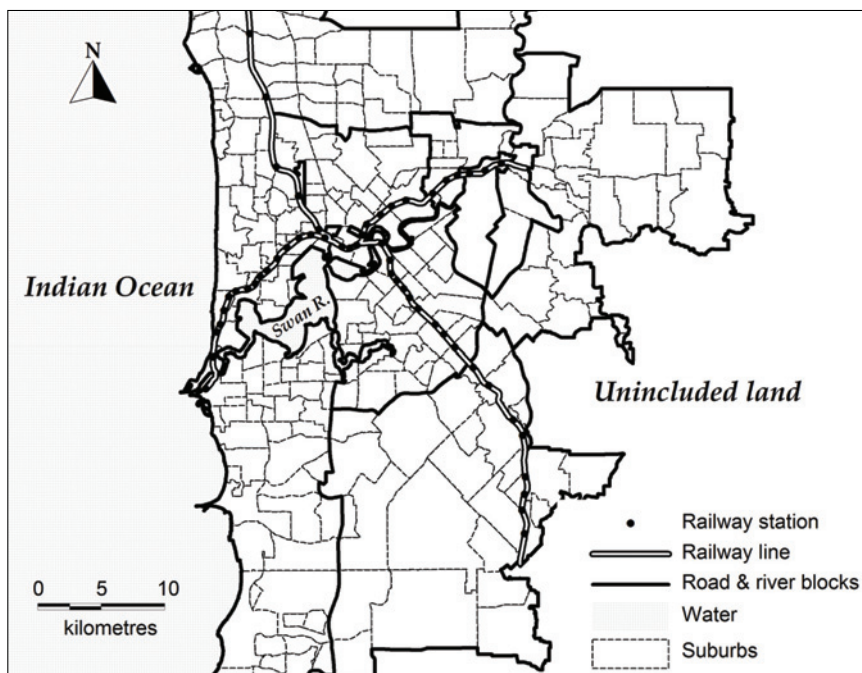 N
Indian Ocean
Swan R.
Unincluded land
Railway station
Railway line
Road & river blocks
Water
Suburbs
0 5 10
kilometres